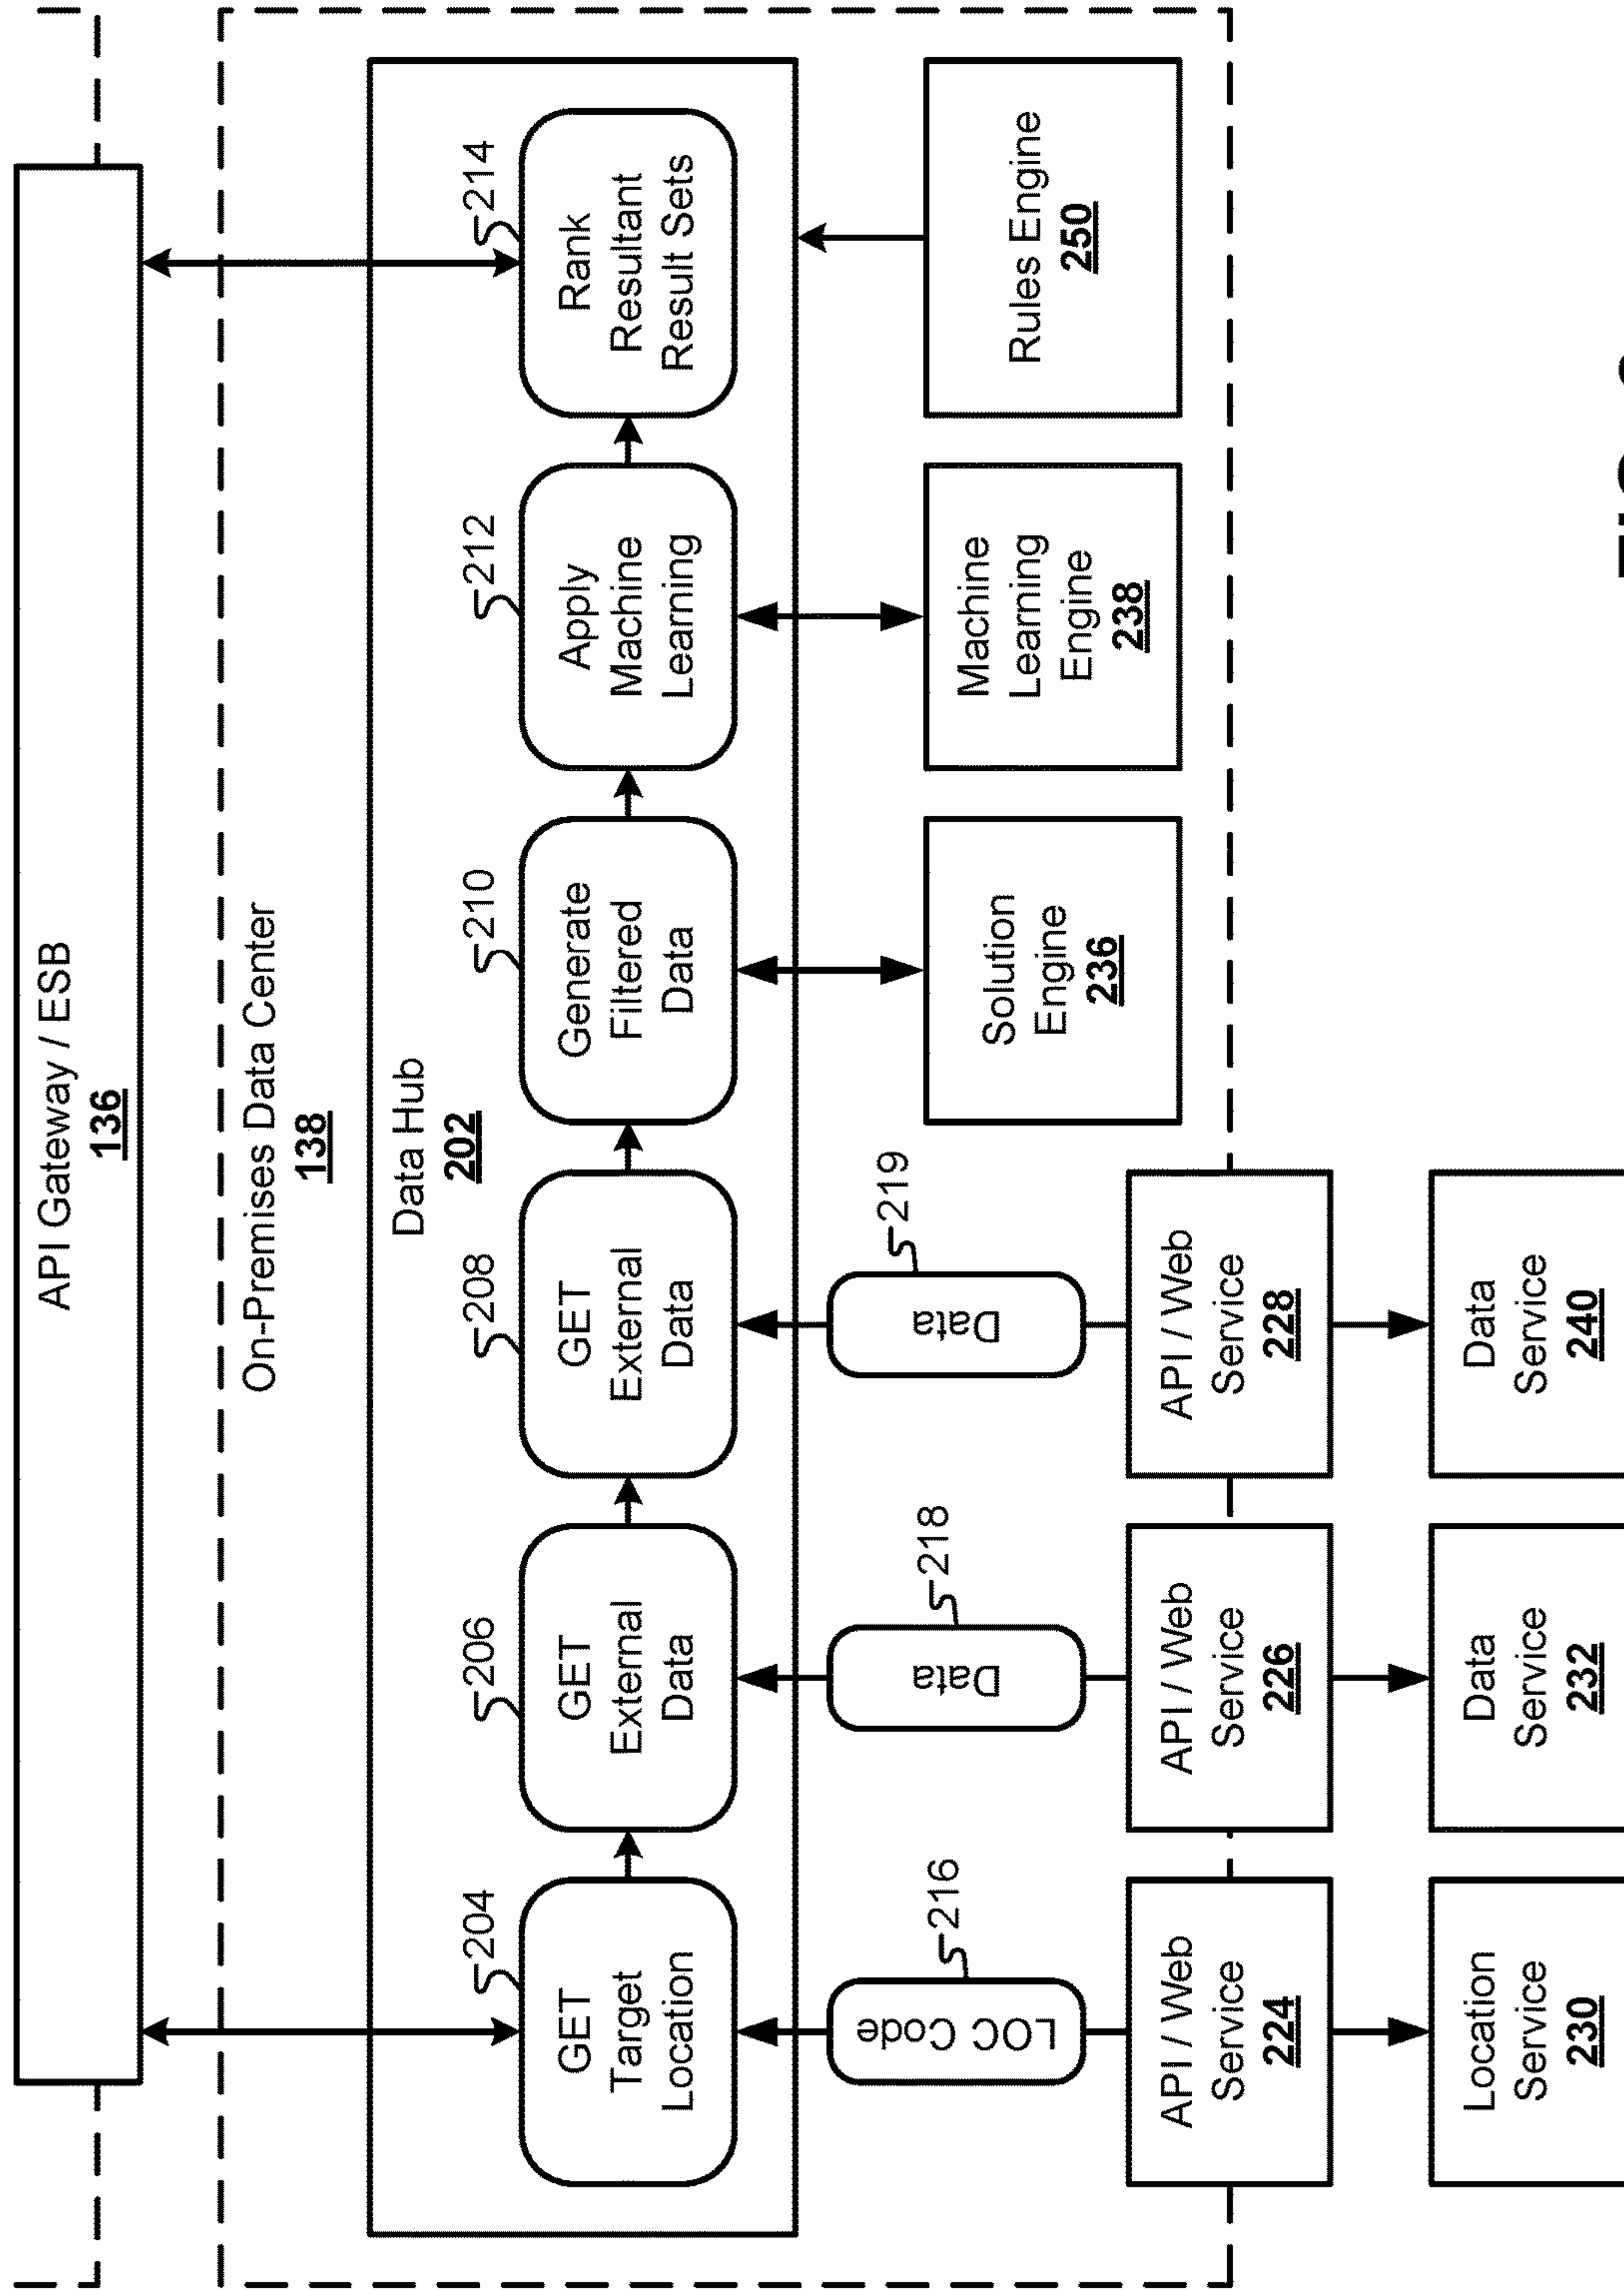 API Gateway / ESB
136
On-Premises Data Center
138
Data Hub
202
204
GET
Target
Location
206
GET
External
Data
208
GET
External
Data
210
Generate
Filtered
Data
212
Apply
Machine
Learning
214
Rank
Resultant
Result Sets
LOC Code
216
Data
218
Data
219
API / Web
Service
224
API / Web
Service
226
API / Web
Service
228
Solution
Engine
236
Machine
Learning
Engine
238
Rules Engine
250
Location
Service
230
Data
Service
232
Data
Service
240